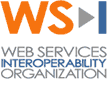 WS-I
WEB SERVICES
INTEROPERABILITY
ORGANIZATION